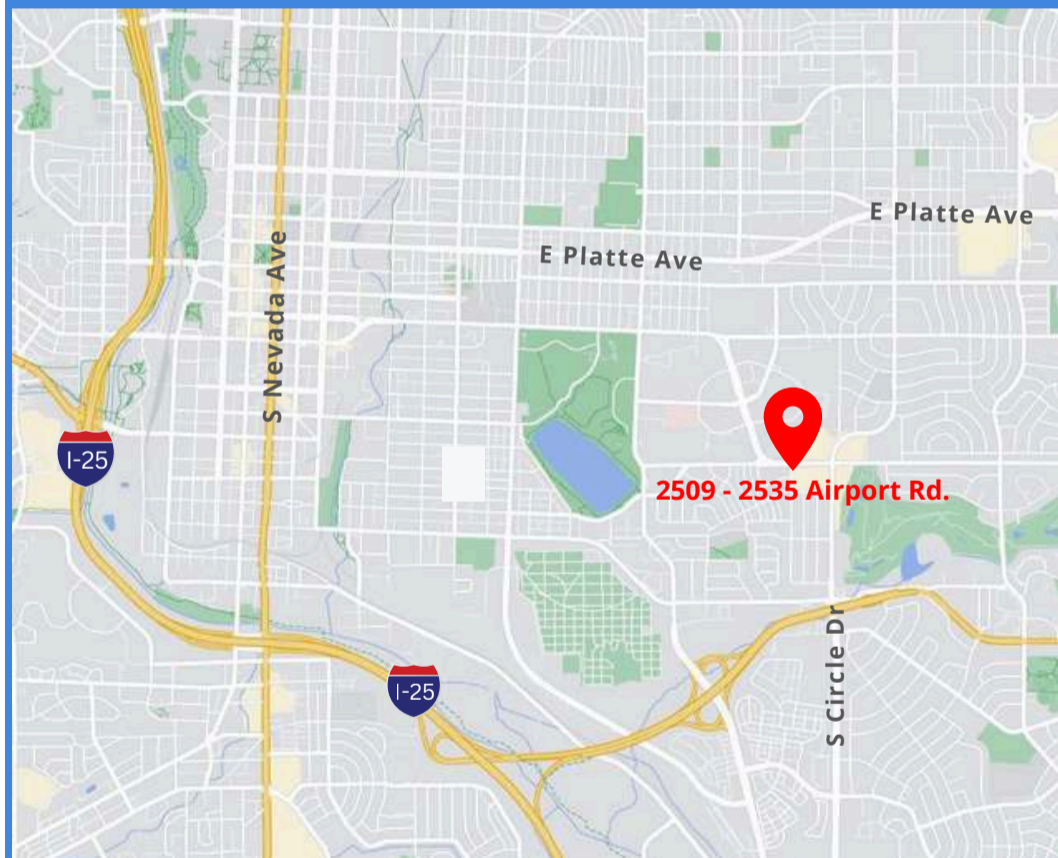 E Platte Ave
E Platte Ave
S Nevada Ave
I-25
2509 - 2535 Airport Rd.
S Circle Dr
I-25